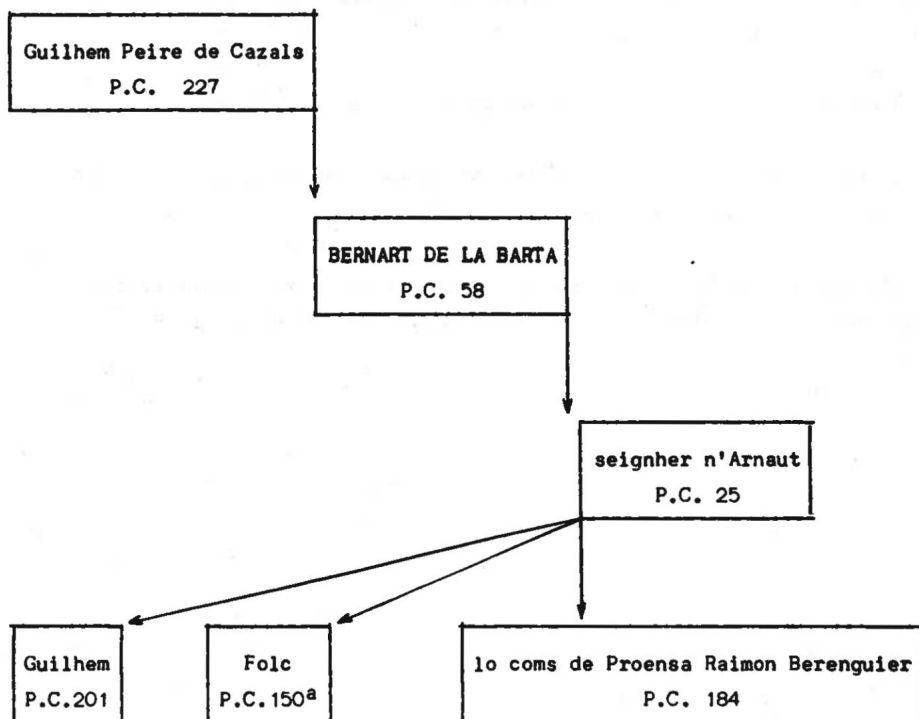 Guilhem Peire de Cazals
P.C. 227
BERNART DE LA BARTA
P.C. 58
seignher n'Arnaut
P.C. 25
Guilhem
P.C.201
Folc
P.C.150ª
lo coms de Proensa Raimon Berenguier
P.C. 184